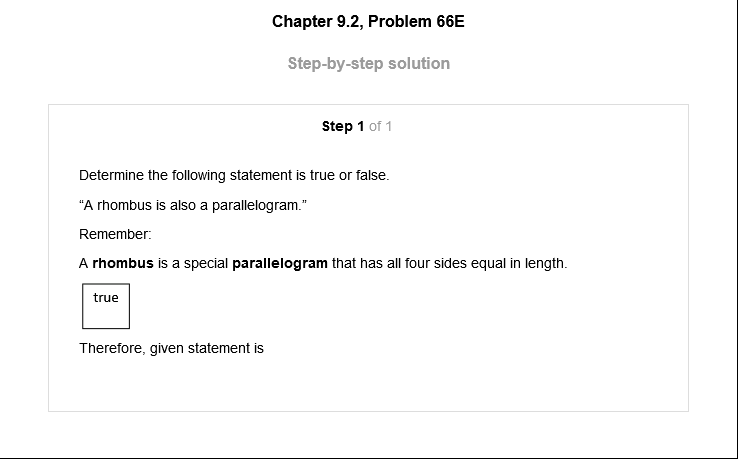 Chapter 9.2, Problem 66E
Step-by-step solution
Step 1 of 1
Determine the following statement is true or false.
“A rhombus is also a parallelogram.”
Remember:
A rhombus is a special parallelogram that has all four sides equal in length.
true
Therefore, given statement is